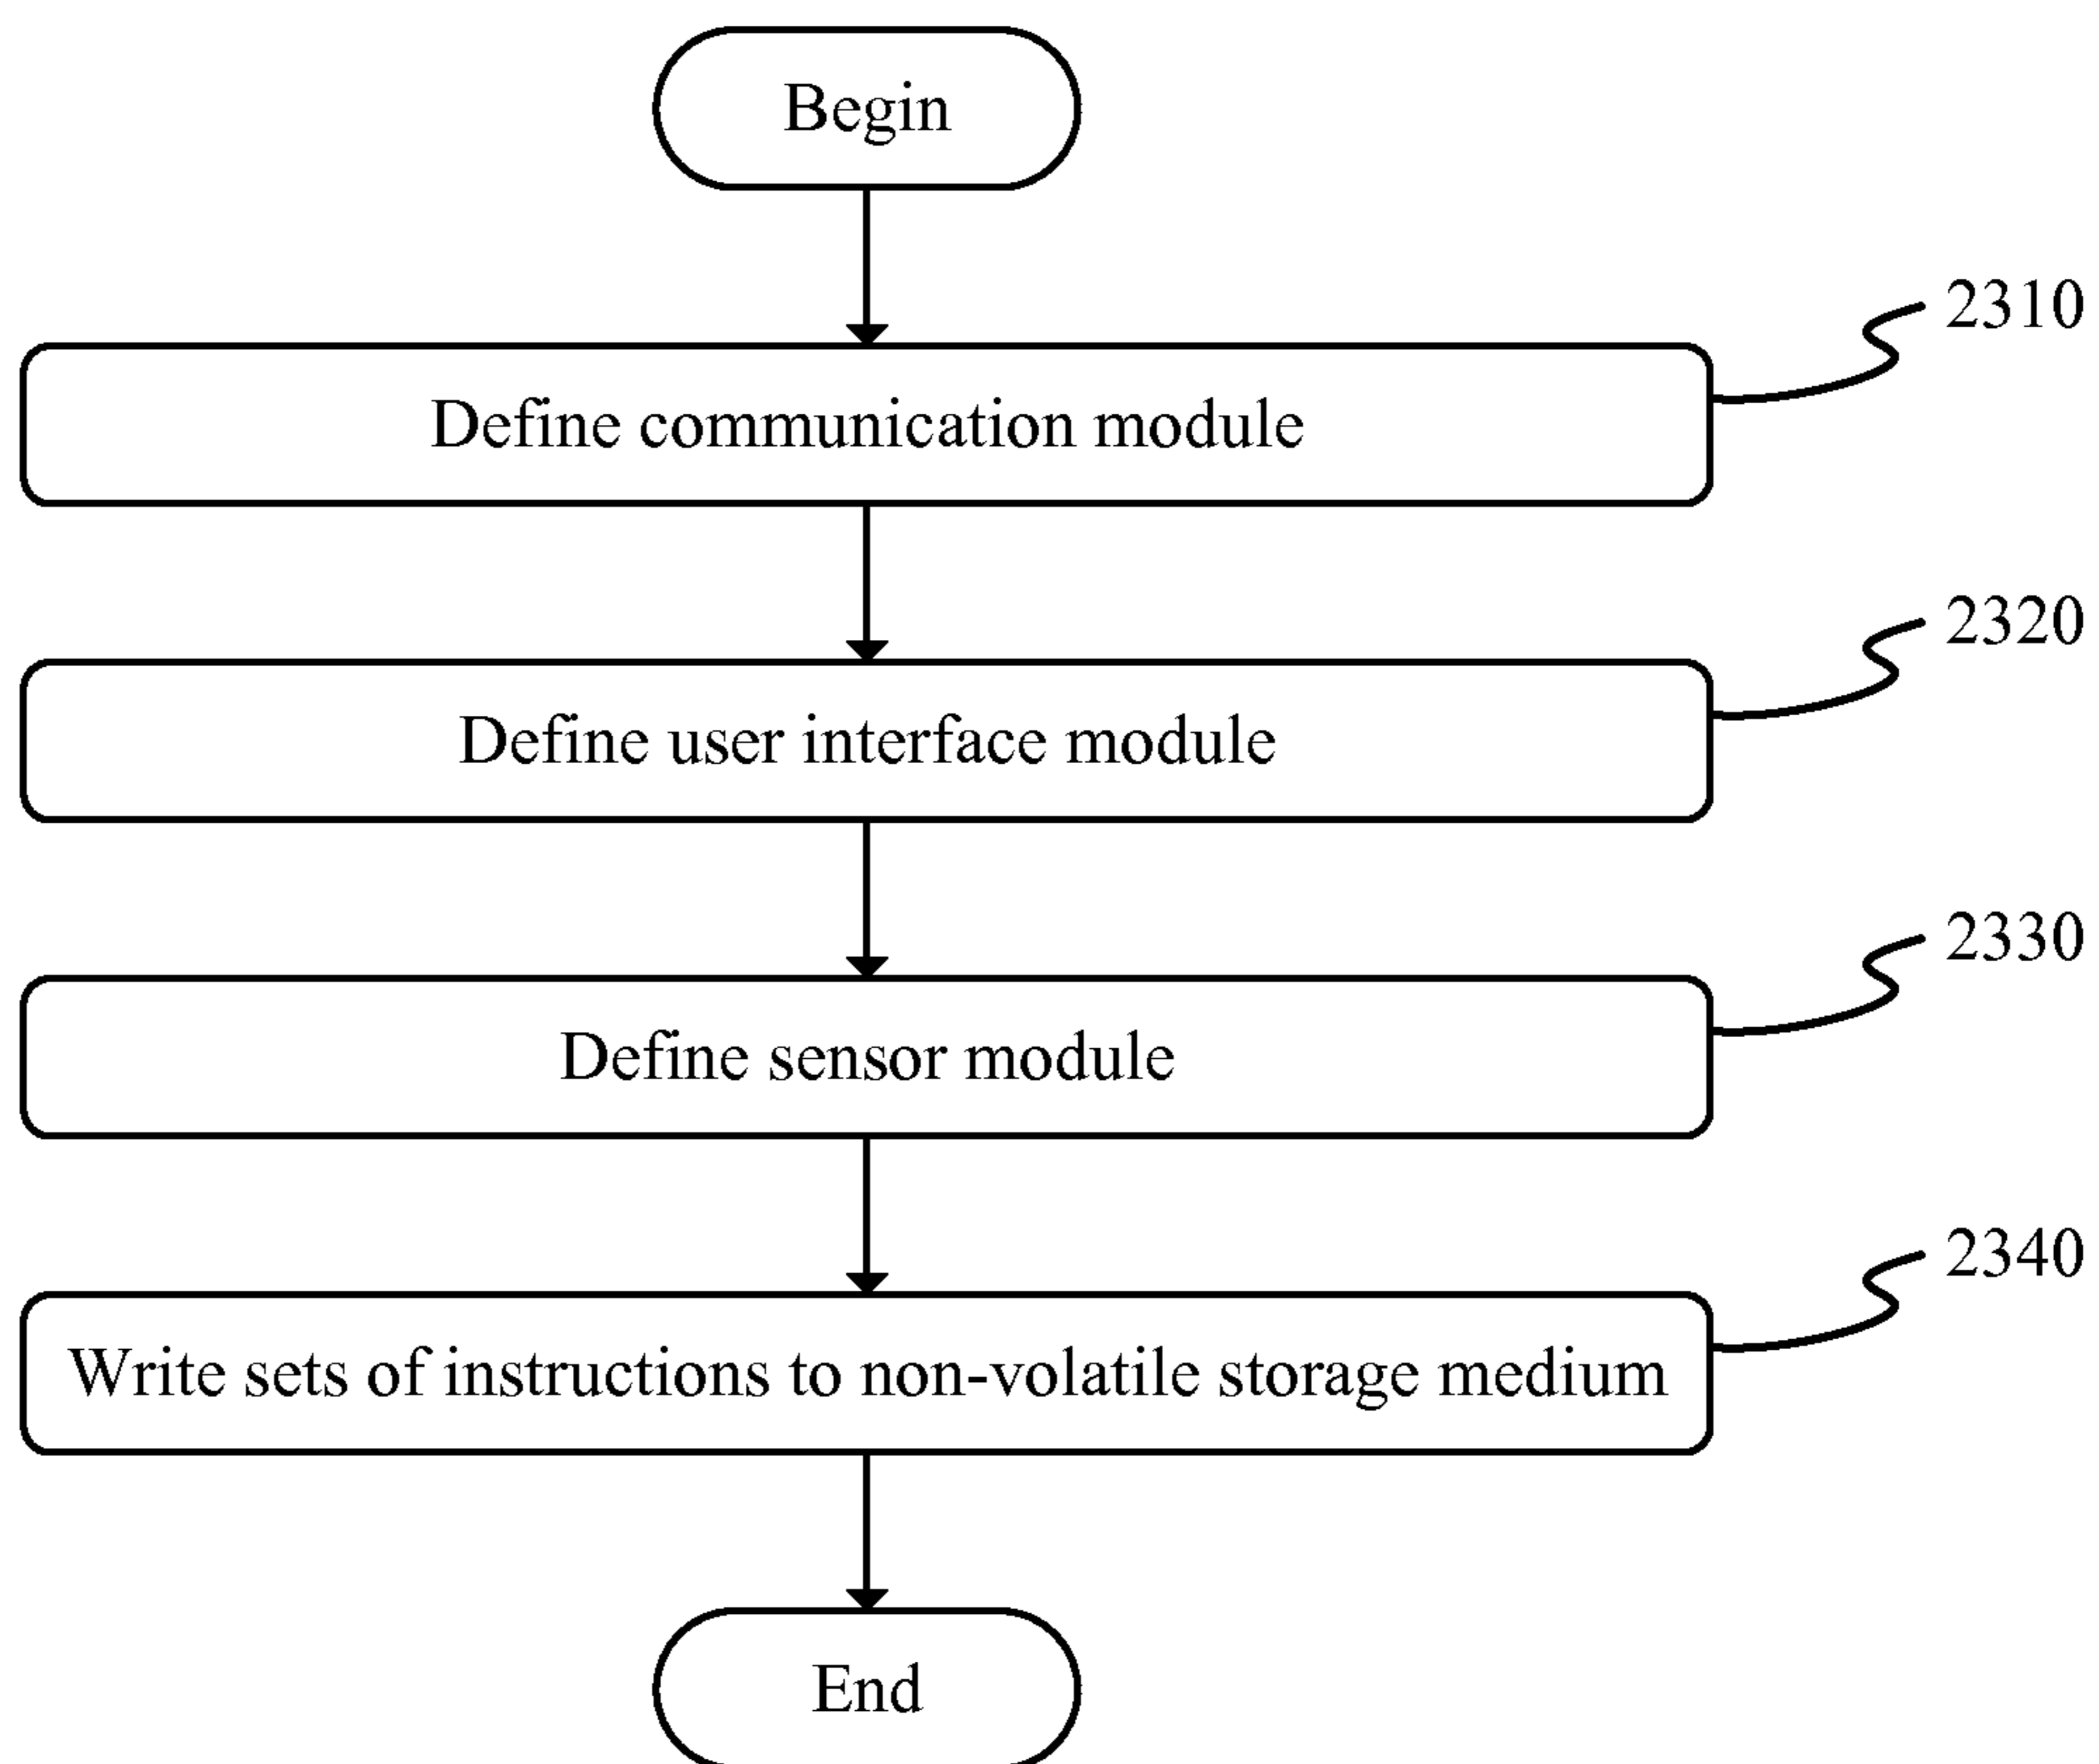 Begin
2310
Define communication module
2320
Define user interface module
2330
Define sensor module
2340
Write sets of instructions to non-volatile storage medium
End